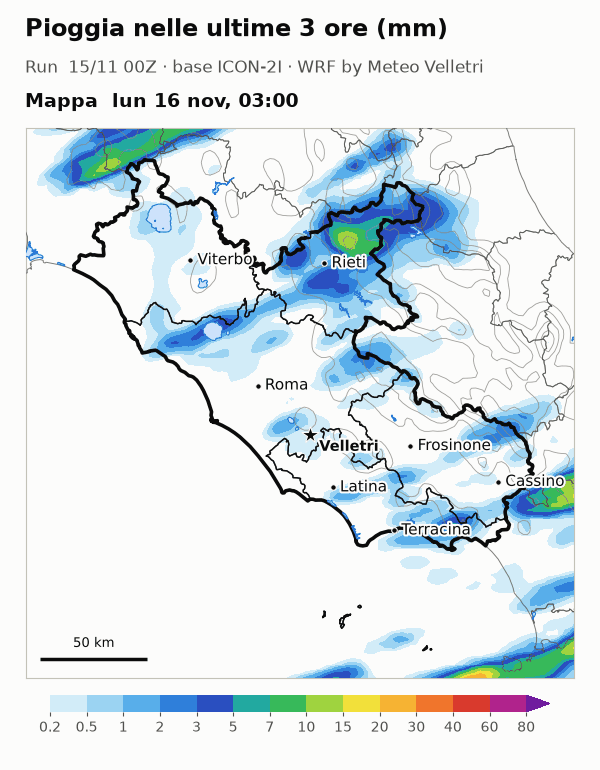 Pioggia nelle ultime 3 ore (mm)
Run  15/11 00Z · base ICON-2I · WRF by Meteo Velletri
Mappa  lun 16 nov, 03:00
Viterbo
Rieti
Roma
Velletri
Frosinone
Latina
Cassino
Terracina
50 km
0.2 0.5 1 2 3 5 7 10 15 20 30 40 60 80